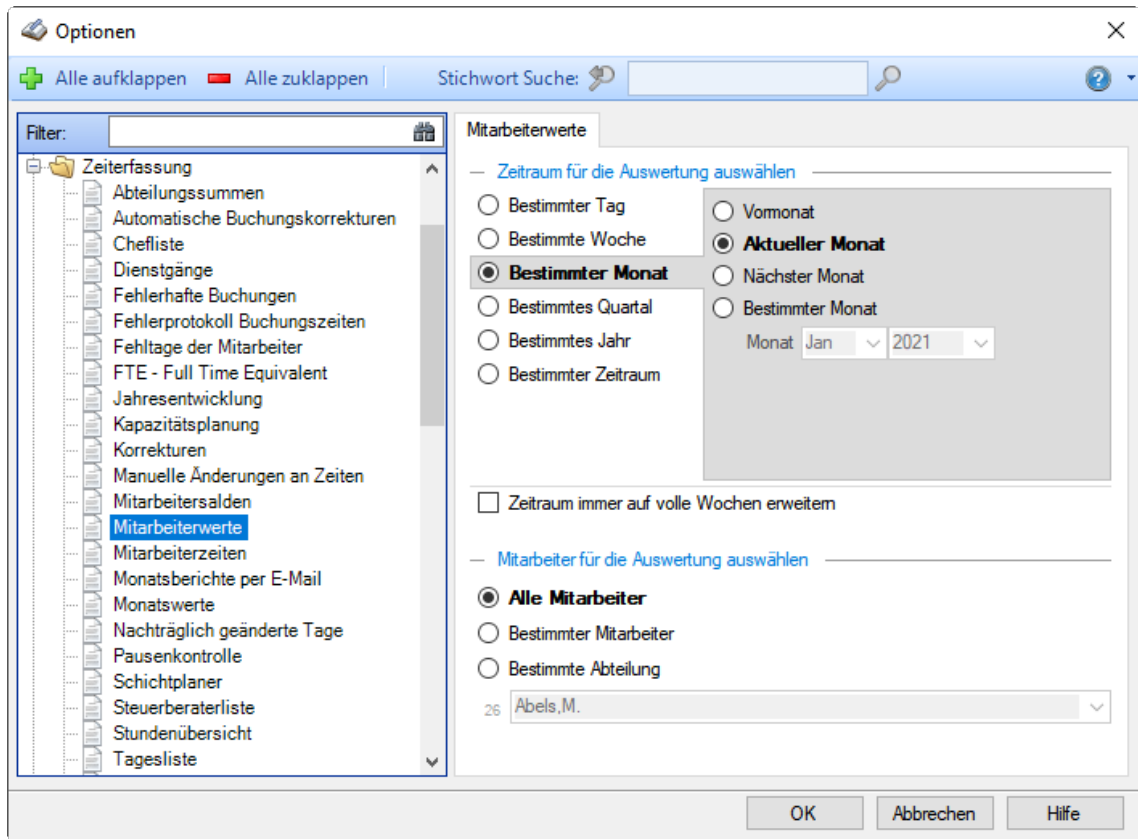 Optionen
Alle aufklappen Alle zuklappen Stichwort Suche:
Filter:
Zeiterfassung
Abteilungssummen
Automatische Buchungskorrekturen
Chefliste
Dienstgänge
Fehlerhafte Buchungen
Fehlerprotokoll Buchungszeiten
Fehltage der Mitarbeiter
FTE - Full Time Equivalent
Jahresentwicklung
Kapazitätsplanung
Korrekturen
Manuelle Änderungen an Zeiten
Mitarbeitersalden
Mitarbeiterwerte
Mitarbeiterzeiten
Monatsberichte per E-Mail
Monatswerte
Nachträglich geänderte Tage
Pausenkontrolle
Schichtplaner
Steuerberaterliste
Stundenübersicht
Tagesliste
Mitarbeiterwerte
Zeitraum für die Auswertung auswählen
Bestimmter Tag
Bestimmte Woche
Bestimmter Monat
Bestimmtes Quartal
Bestimmtes Jahr
Bestimmter Zeitraum
Vormonat
Aktueller Monat
Nächster Monat
Bestimmter Monat
Monat Jan 2021
Zeitraum immer auf volle Wochen erweitern
Mitarbeiter für die Auswertung auswählen
Alle Mitarbeiter
Bestimmter Mitarbeiter
Bestimmte Abteilung
26 Abels,M.
OK Abbrechen Hilfe